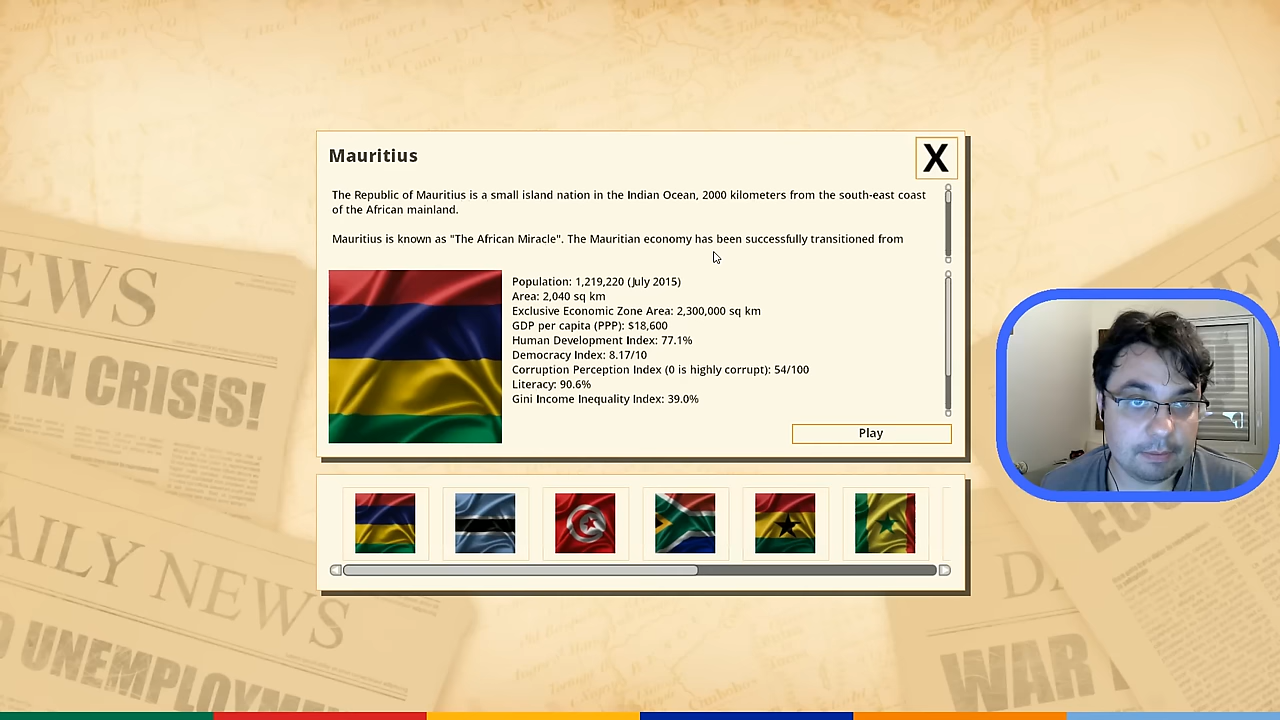 Mauritius
X
The Republic of Mauritius is a small island nation in the Indian Ocean, 2000 kilometers from the south-east coast
of the African mainland.
Mauritius is known as "The African Miracle". The Mauritian economy has been successfully transitioned from
Population: 1,219,220 (July 2015)
Area: 2,040 sq km
Exclusive Economic Zone Area: 2,300,000 sq km
GDP per capita (PPP): $18,600
Human Development Index: 77.1%
Democracy Index: 8.17/10
Corruption Perception Index (0 is highly corrupt): 54/100
Literacy: 90.6%
Gini Income Inequality Index: 39.0%
Play
EWS
Y IN CRISIS!
AILY NEWS
UNEMPLOYM
WAR